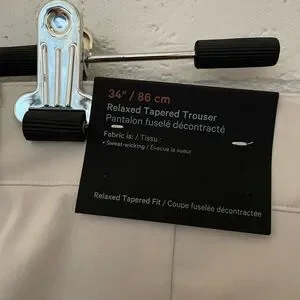 34" / 86 cm
Relaxed Tapered Trouser
Pantalon fuselé décontracté
Fabric is: / Tissu :
• Sweat-wicking / Évacue la sueur
Relaxed Tapered Fit / Coupe fuselée décontractée